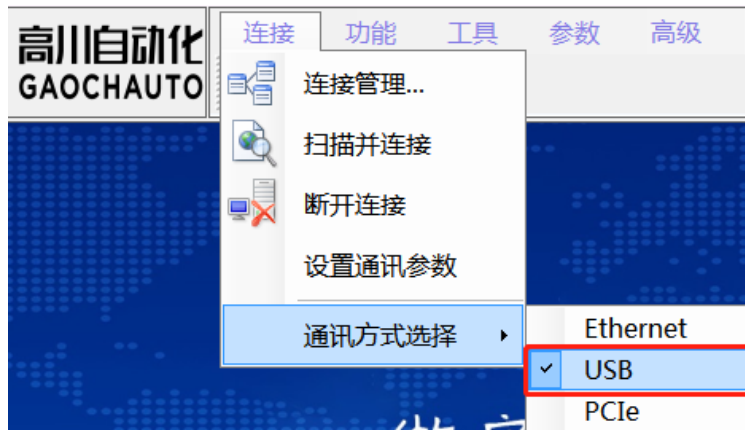 高川自动化
GAOCHAUTO
连接 功能 工具 参数 高级
连接管理...
扫描并连接
断开连接
设置通讯参数
通讯方式选择
Ethernet
USB
PCIe